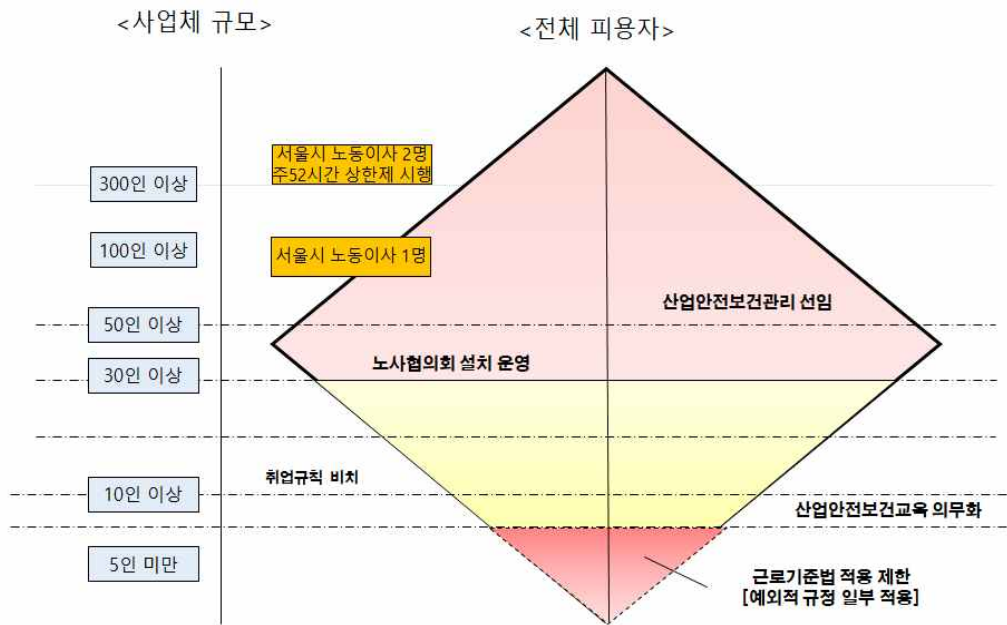 <사업체 규모>
<전체 피용자>
서울시 노동이사 2명
주52시간 상한제 시행
300인 이상
100인 이상
서울시 노동이사 1명
산업안전보건관리 선임
50인 이상
노사협의회 설치 운영
30인 이상
취업규칙 비치
10인 이상
산업안전보건교육 의무화
5인 미만
근로기준법 적용 제한
[예외적 규정 일부 적용]